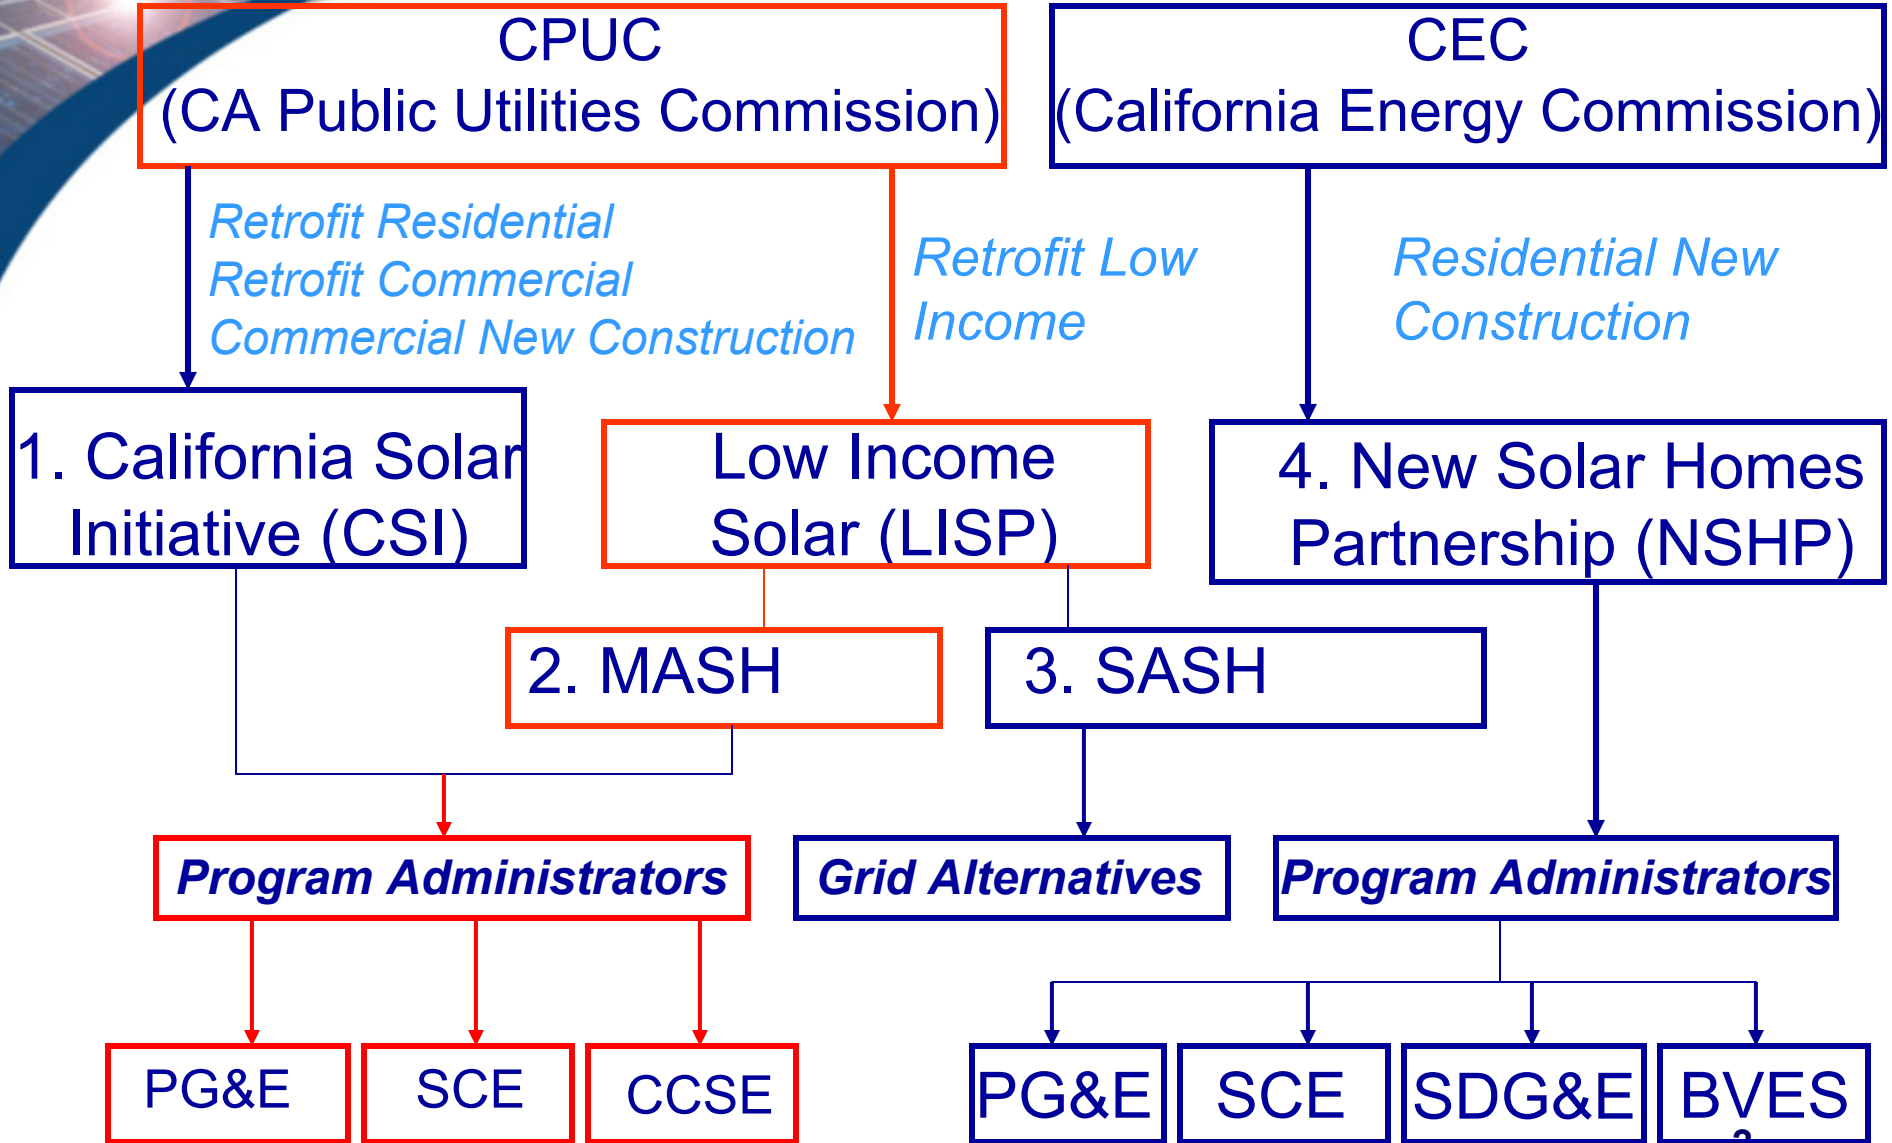 CPUC
(CA Public Utilities Commission)
CEC
(California Energy Commission)
Retrofit Residential
Retrofit Commercial
Commercial New Construction
Retrofit Low
Income
Residential New
Construction
1. California Solar
Initiative (CSI)
Low Income
Solar (LISP)
4. New Solar Homes
Partnership (NSHP)
2. MASH
3. SASH
Program Administrators
Grid Alternatives
Program Administrators
PG&E
SCE
CCSE
PG&E
SCE
SDG&E
BVES